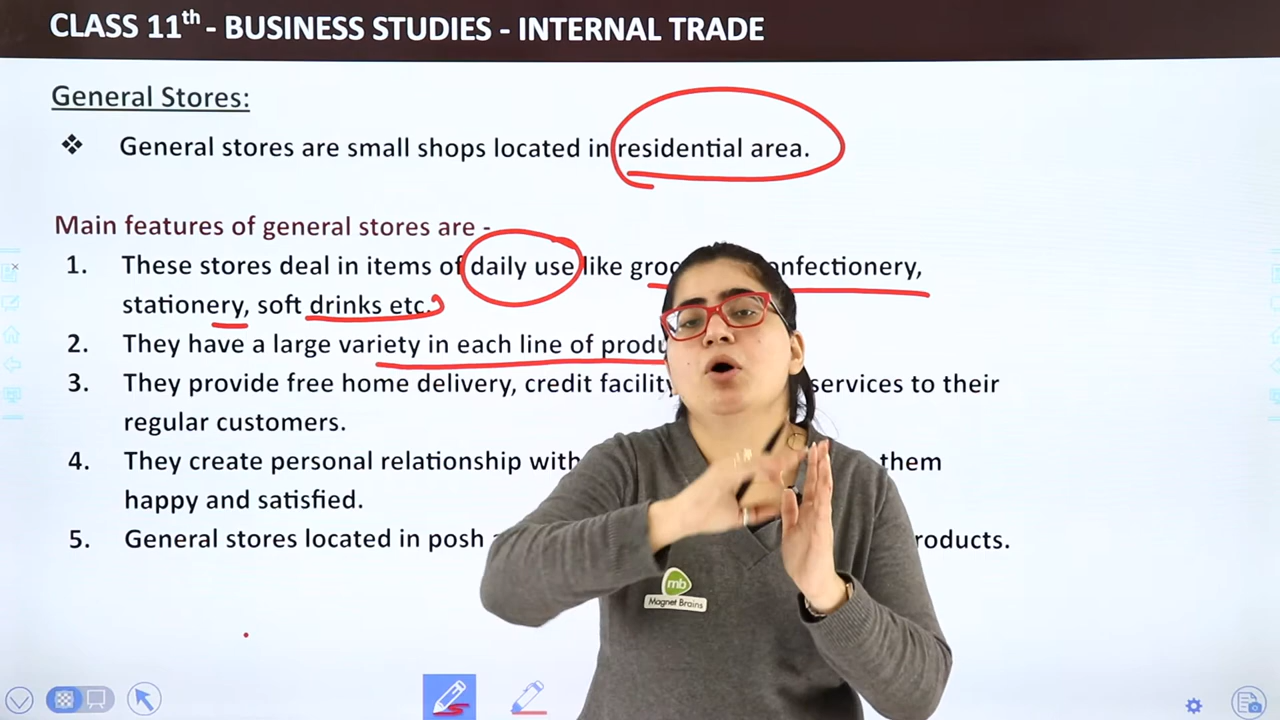 CLASS 11th - BUSINESS STUDIES - INTERNAL TRADE
General Stores:
❖ General stores are small shops located in residential area.
Main features of general stores are -
1. These stores deal in items of daily use like confectionery,
stationery, soft drinks etc.
2. They have a large variety in each line of
3. They provide free home delivery, credit facility services to their
regular customers.
4. They create personal relationship with them
happy and satisfied.
5. General stores located in posh
mb
Magnet Brains